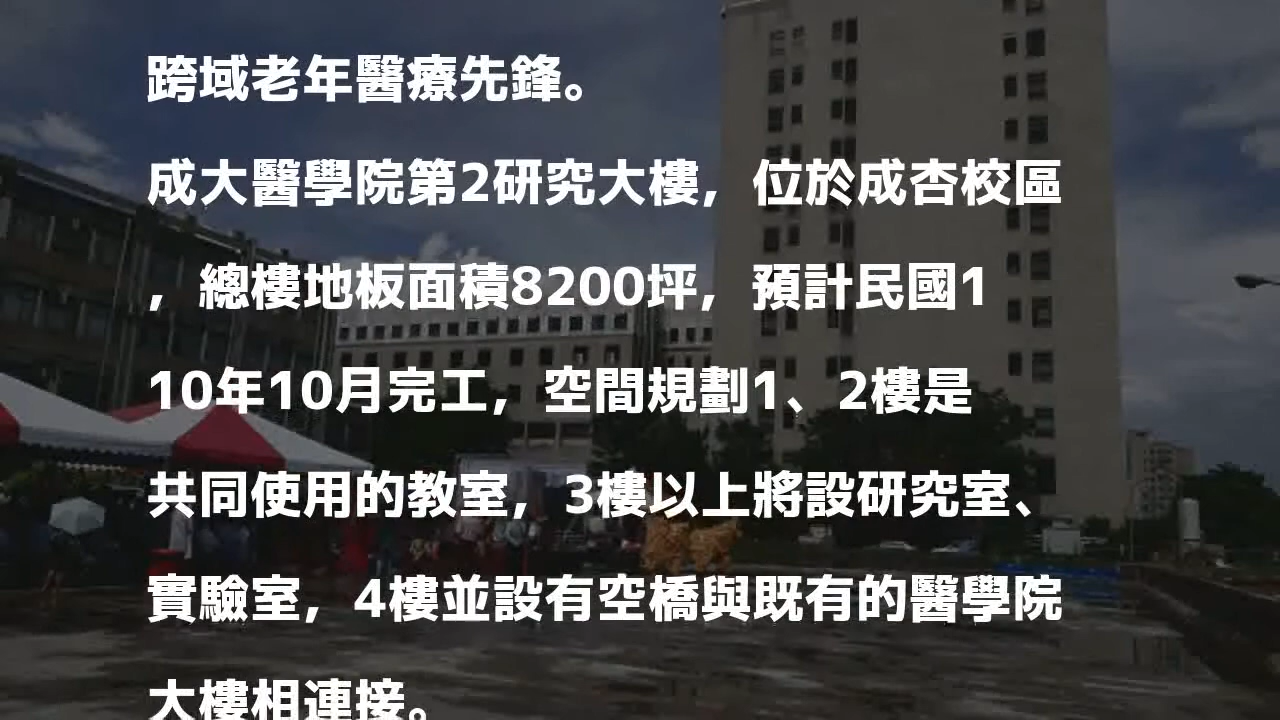 跨域老年醫療先鋒。
成大醫學院第2研究大樓，位於成杏校區
，總樓地板面積8200坪，預計民國1
10年10月完工，空間規劃1、2樓是
共同使用的教室，3樓以上將設研究室、
實驗室，4樓並設有空橋與既有的醫學院
大樓相連接。